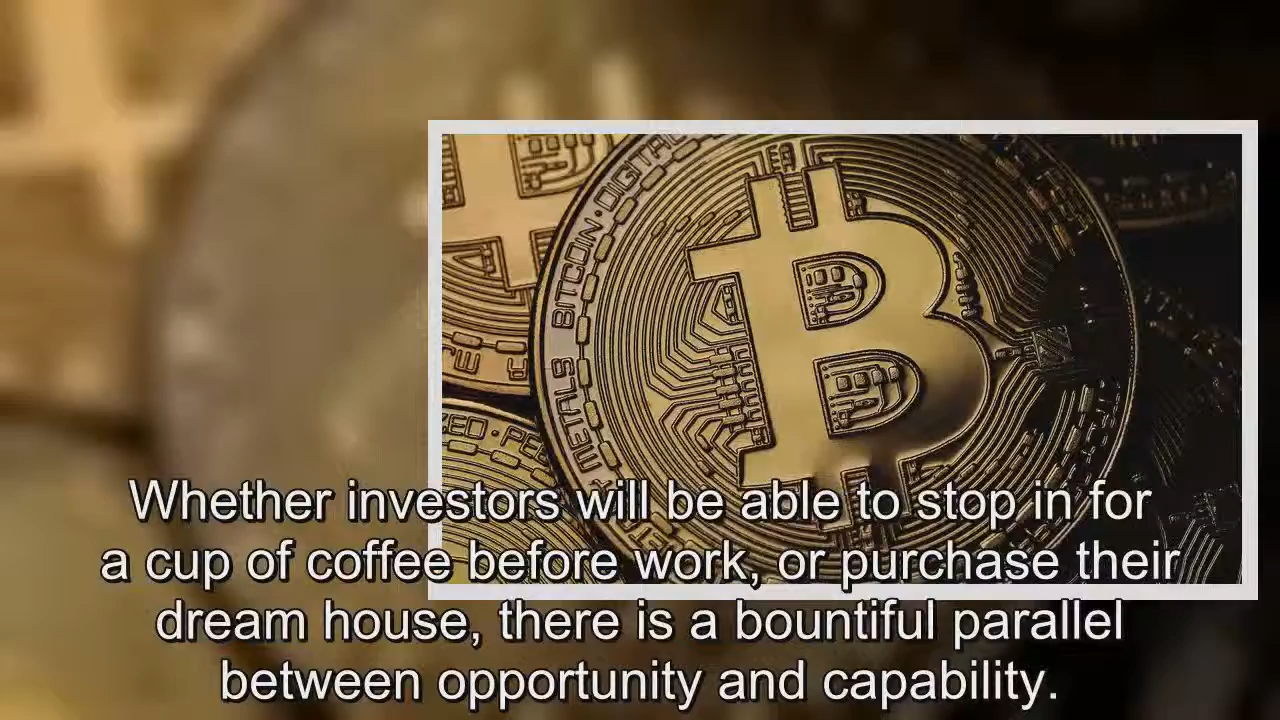 BITCOIN·DIGITAL
METALS
Whether investors will be able to stop in for
a cup of coffee before work, or purchase their
dream house, there is a bountiful parallel
between opportunity and capability.